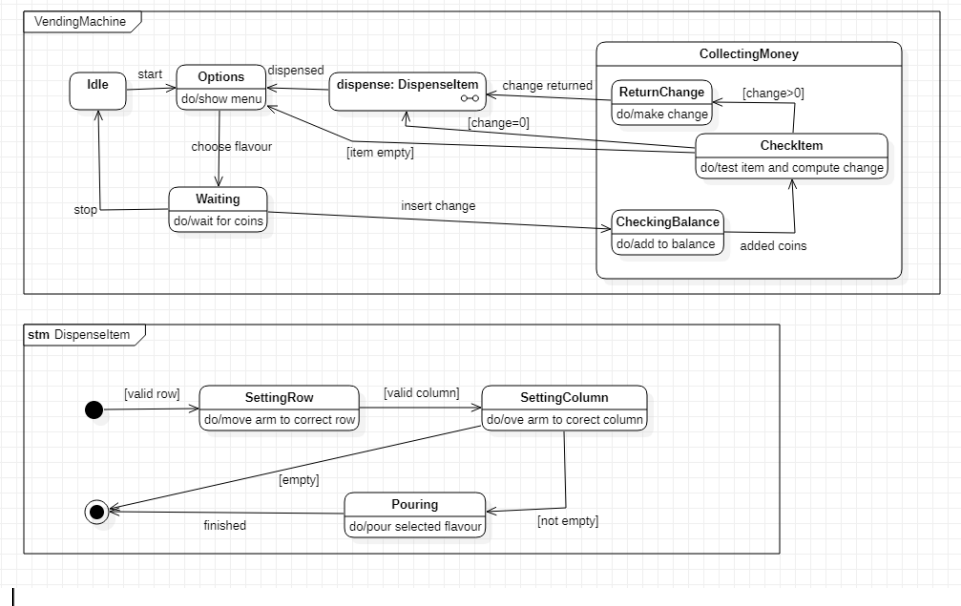 VendingMachine
CollectingMoney
Idle
start
Options
do/show menu
dispensed
dispense: DispenseItem
change returned
ReturnChange
do/make change
[change>0]
[change=0]
CheckItem
do/test item and compute change
[item empty]
choose flavour
Waiting
do/wait for coins
stop
insert change
CheckingBalance
do/add to balance
added coins
stm DispenseItem
[valid row]
SettingRow
do/move arm to correct row
[valid column]
SettingColumn
do/ove arm to corect column
[empty]
Pouring
do/pour selected flavour
[not empty]
finished